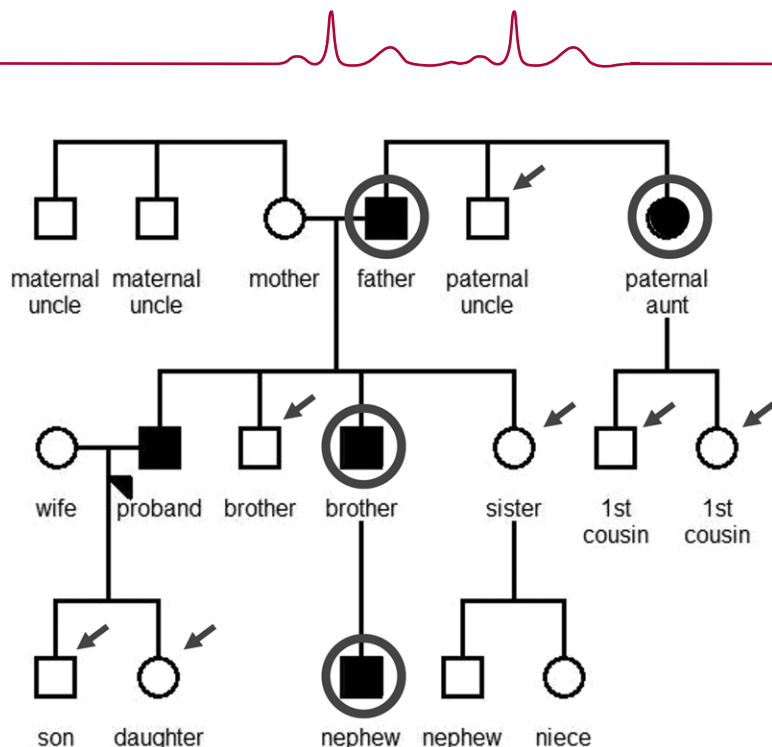 maternal uncle
maternal uncle
mother
father
paternal uncle
paternal aunt
wife
proband
brother
brother
sister
1st cousin
1st cousin
son
daughter
nephew
nephew
niece